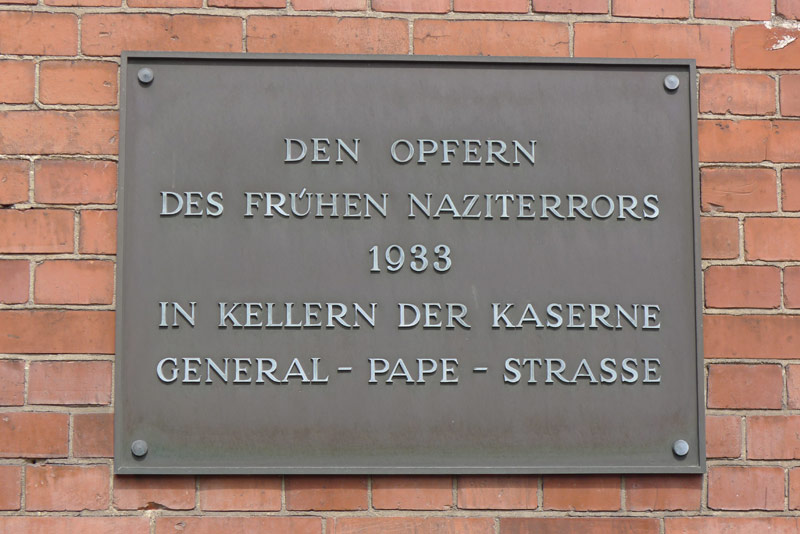 DEN OPFERN
DES FRÜHEN NAZITERRORS
1933
IN KELLERN DER KASERNE
GENERAL - PAPE - STRASSE